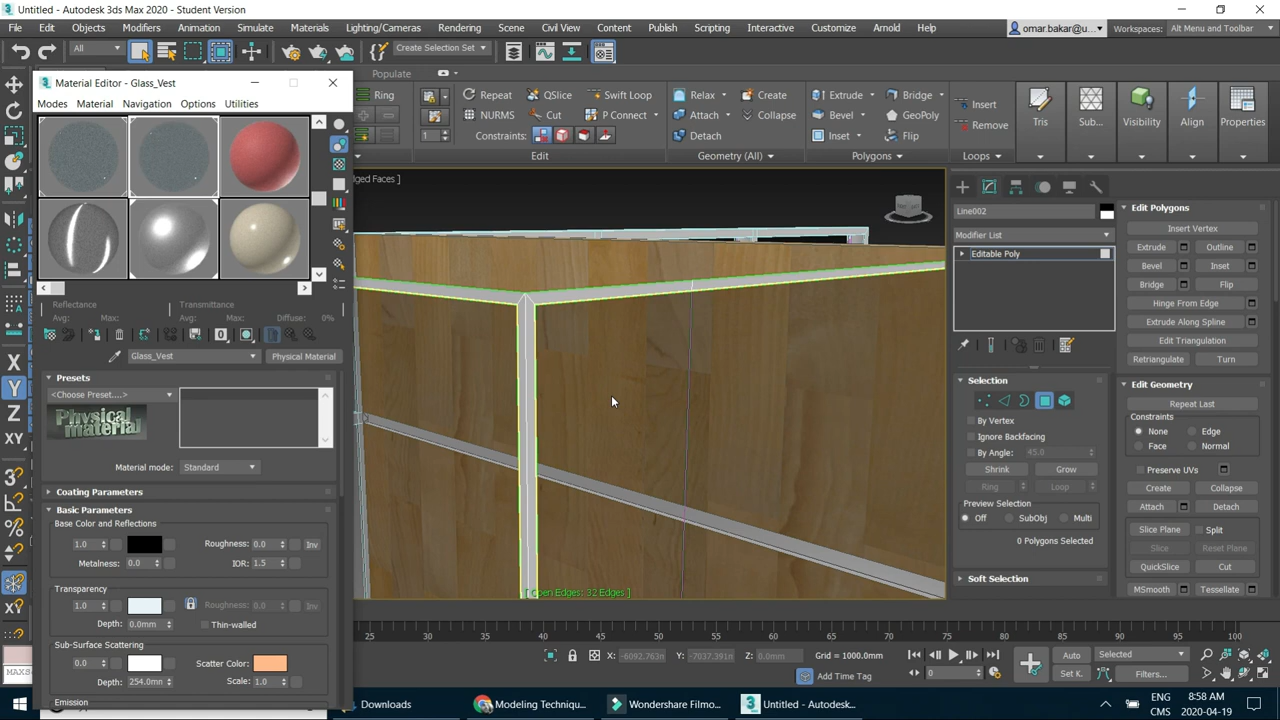 Untitled - Autodesk 3ds Max 2020 - Student Version
File Edit Objects Modifiers Animation Simulate Materials Lighting/Cameras Rendering Scene Civil View Content Publish Scripting Interactive Customize Arnold Help omar.bakar@u... Workspaces: Alt Menu and Toolbar
All Create Selection Set
Material Editor - Glass_Vest
Populate
Modes Material Navigation Options Utilities
Ring Repeat QSlice Swift Loop Relax Create Extrude Bridge Insert
NURMS Cut P Connect Attach Collapse Bevel GeoPoly Remove
1 Constraints: Detach Inset Flip
Tris Sub... Visibility Align Properties
Edit Geometry (All) Polygons Loops
dged Faces ]
Line002
Modifier List
Editable Poly
Edit Polygons
Insert Vertex
Extrude Outline
Bevel Inset
Bridge Flip
Hinge From Edge
Extrude Along Spline
Edit Triangulation
Retriangulate Turn
Reflectance Transmittance
Avg: Max: Avg: Max: Diffuse: 0%
0
Glass_Vest Physical Material
Presets
<Choose Preset....>
Physical
material
Material mode: Standard
Coating Parameters
Basic Parameters
Base Color and Reflections
1.0 Roughness: 0.0 Inv
Metalness: 0.0 IOR: 1.5
Transparency
1.0 Roughness: 0.0 Inv
Depth: 0.0mm Thin-walled
Sub-Surface Scattering
0.0 Scatter Color:
Depth: 254.0mm Scale: 1.0
Emission
X
Y
Z
XY
Selection
By Vertex
Ignore Backfacing
By Angle: 45.0
Shrink Grow
Ring Loop
Preview Selection
Off SubObj Multi
0 Polygons Selected
Soft Selection
Edit Geometry
Repeat Last
Constraints
None Edge
Face Normal
Preserve UVs
Create Collapse
Attach Detach
Slice Plane Split
Slice Reset Plane
QuickSlice Cut
MSmooth Tessellate
[ Open Edges: 32 Edges ]
25 30 35 40 45 50 55 60 65 70 75 80 85 90 95 100
X: -6092.763n Y: -7037.391n Z: 0.0mm Grid = 1000.0mm
Add Time Tag
0
Auto Selected
Set K. Filters...
MAXS
Downloads Modeling Techniqu... Wondershare Filmo... Untitled - Autodesk...
ENG
CMS
8:58 AM
2020-04-19